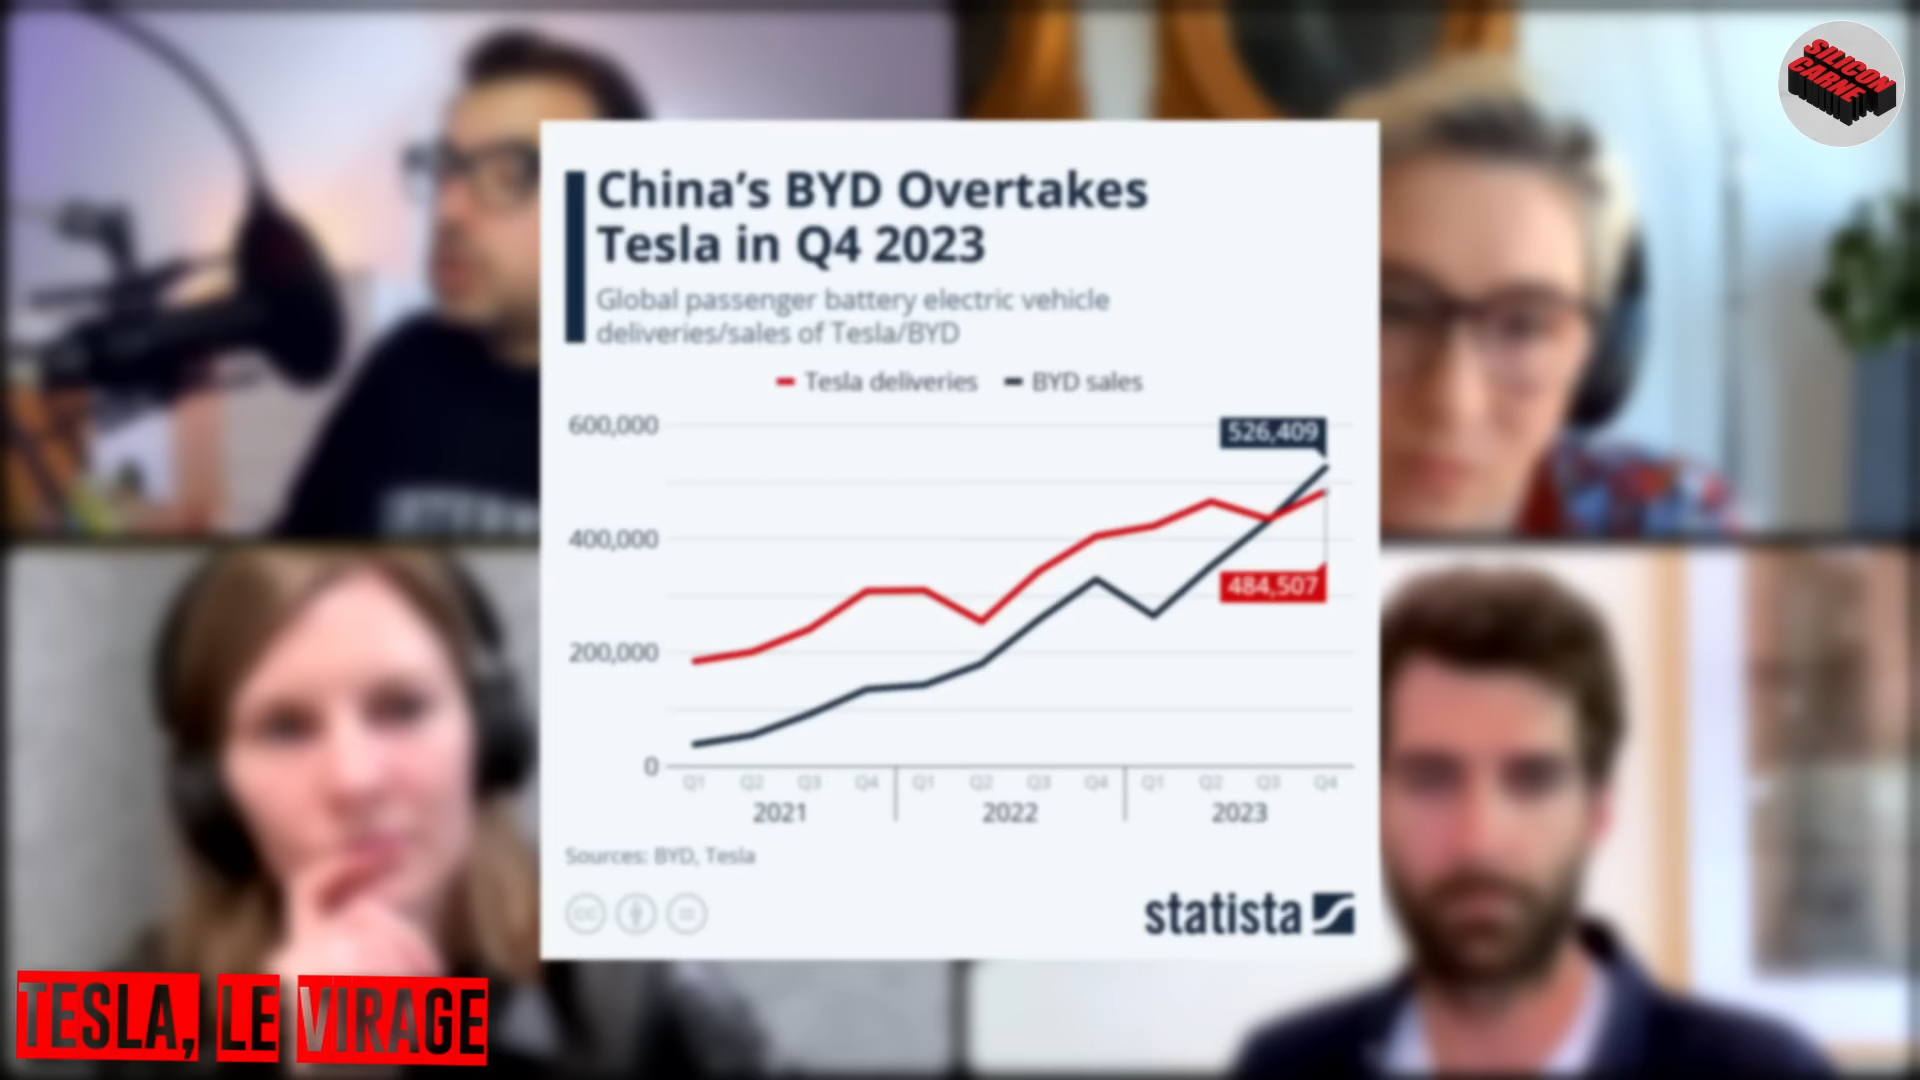 SILICON
CARNE
China's BYD Overtakes
Tesla in Q4 2023
Global passenger battery electric vehicle
deliveries/sales of Tesla/BYD
Tesla deliveries BYD sales
600,000
526,409
400,000
484,507
200,000
0
Q1 Q2 Q3 Q4 Q1 Q2 Q3 Q4 Q1 Q2 Q3 Q4
2021 2022 2023
Sources: BYD, Tesla
cc =
statista
TESLA, LE VIRAGE